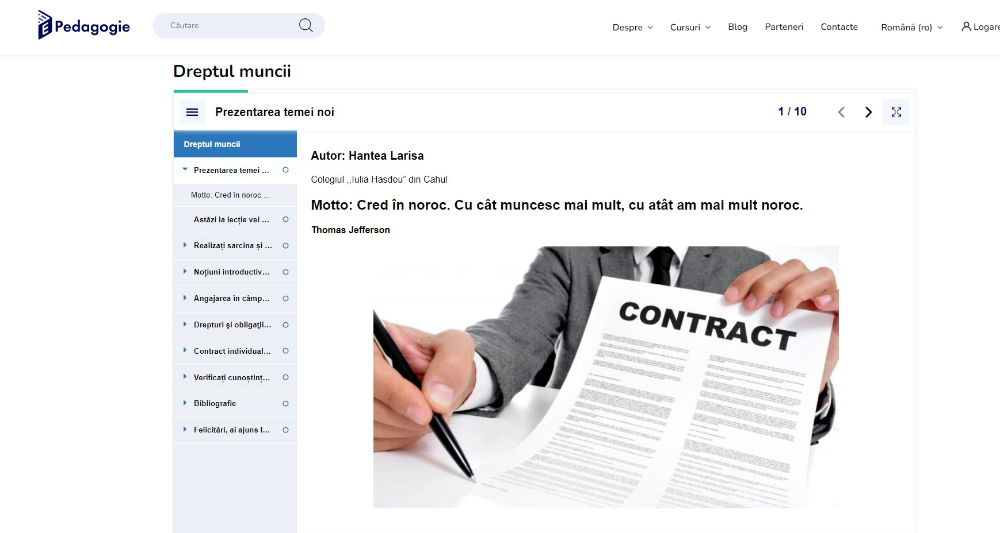 Pedagogie
Căutare
Despre
Cursuri
Blog
Parteneri
Contacte
Română (ro)
Logare
Dreptul muncii
Prezentarea temei noi
1 / 10
Dreptul muncii
Prezentarea temei ...
Motto: Cred în noroc....
Astăzi la lecție vei ...
Realizați sarcina și ...
Noțiuni introductiv...
Angajarea în câmp...
Drepturi şi obligaţii...
Contract individual...
Verificați cunoștinț...
Bibliografie
Felicitări, ai ajuns l...
Autor: Hantea Larisa
Colegiul ,,Iulia Hasdeu” din Cahul
Motto: Cred în noroc. Cu cât muncesc mai mult, cu atât am mai mult noroc.
Thomas Jefferson
CONTRACT